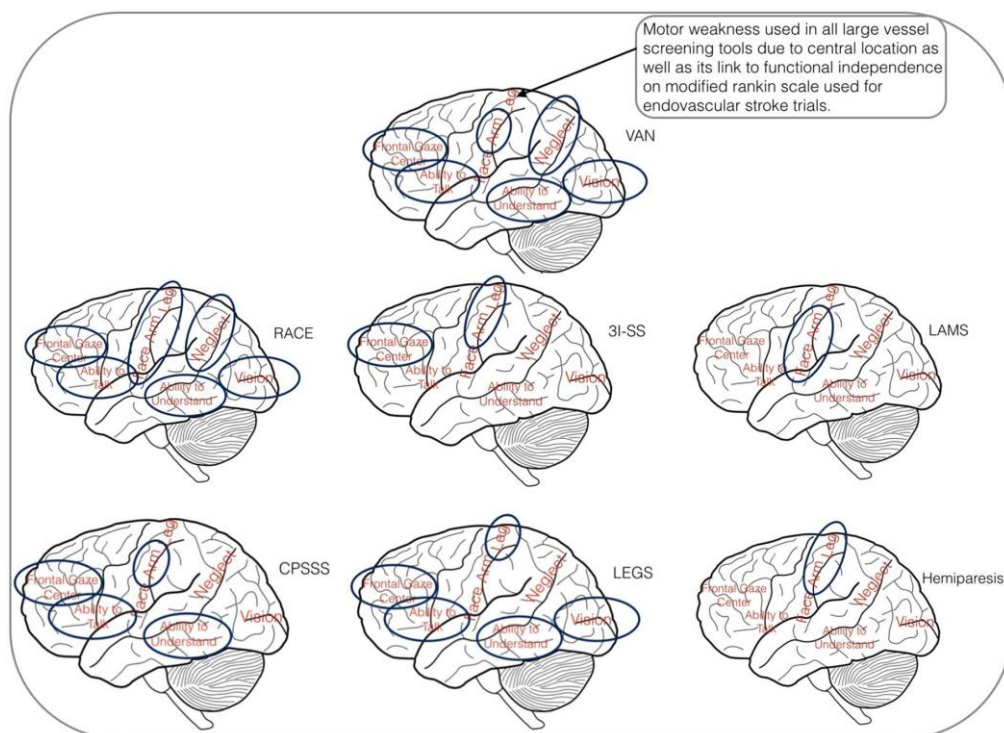 Motor weakness used in all large vessel
screening tools due to central location as
well as its link to functional independence
on modified rankin scale used for
endovascular stroke trials.
VAN
Frontal Gaze
Center
Ability to
Talk
Face Arm Leg
Neglect
Ability to
Understand
Vision
RACE
Frontal Gaze
Center
Ability to
Talk
Face Arm Leg
Neglect
Ability to
Understand
Vision
3I-SS
Frontal Gaze
Center
Ability to
Talk
Face Arm Leg
Neglect
Ability to
Understand
Vision
LAMS
Frontal Gaze
Center
Ability to
Talk
Face Arm Leg
Neglect
Ability to
Understand
Vision
CPSSS
Frontal Gaze
Center
Ability to
Talk
Face Arm Leg
Neglect
Ability to
Understand
Vision
LEGS
Frontal Gaze
Center
Ability to
Talk
Face Arm Leg
Neglect
Ability to
Understand
Vision
Hemiparesis
Frontal Gaze
Center
Ability to
Talk
Face Arm Leg
Neglect
Ability to
Understand
Vision